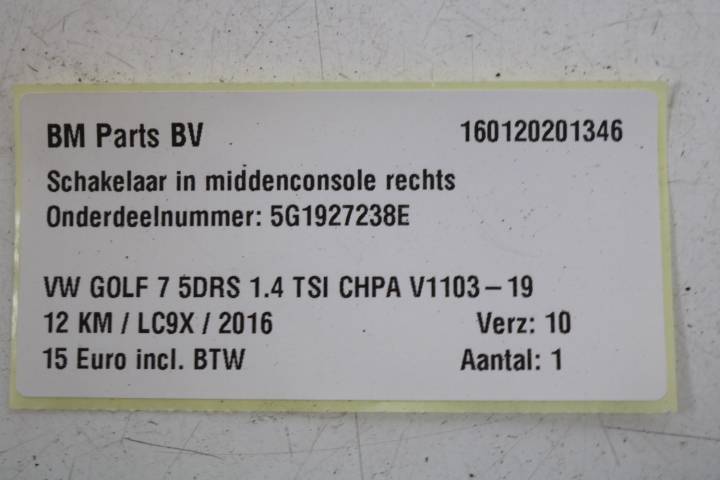 BM Parts BV 160120201346
Schakelaar in middenconsole rechts
Onderdeelnummer: 5G1927238E
VW GOLF 7 5DRS 1.4 TSI CHPA V1103-19
12 KM / LC9X / 2016 Verz: 10
15 Euro incl. BTW Aantal: 1